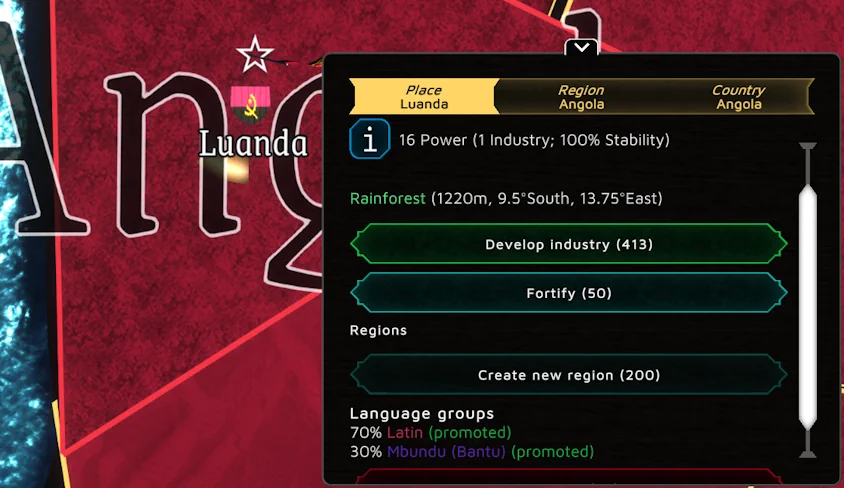 Ang
Luanda
Place
Luanda
Region
Angola
Country
Angola
i
16 Power (1 Industry; 100% Stability)
Rainforest (1220m, 9.5°South, 13.75°East)
Develop industry (413)
Fortify (50)
Regions
Create new region (200)
Language groups
70% Latin (promoted)
30% Mbundu (Bantu) (promoted)